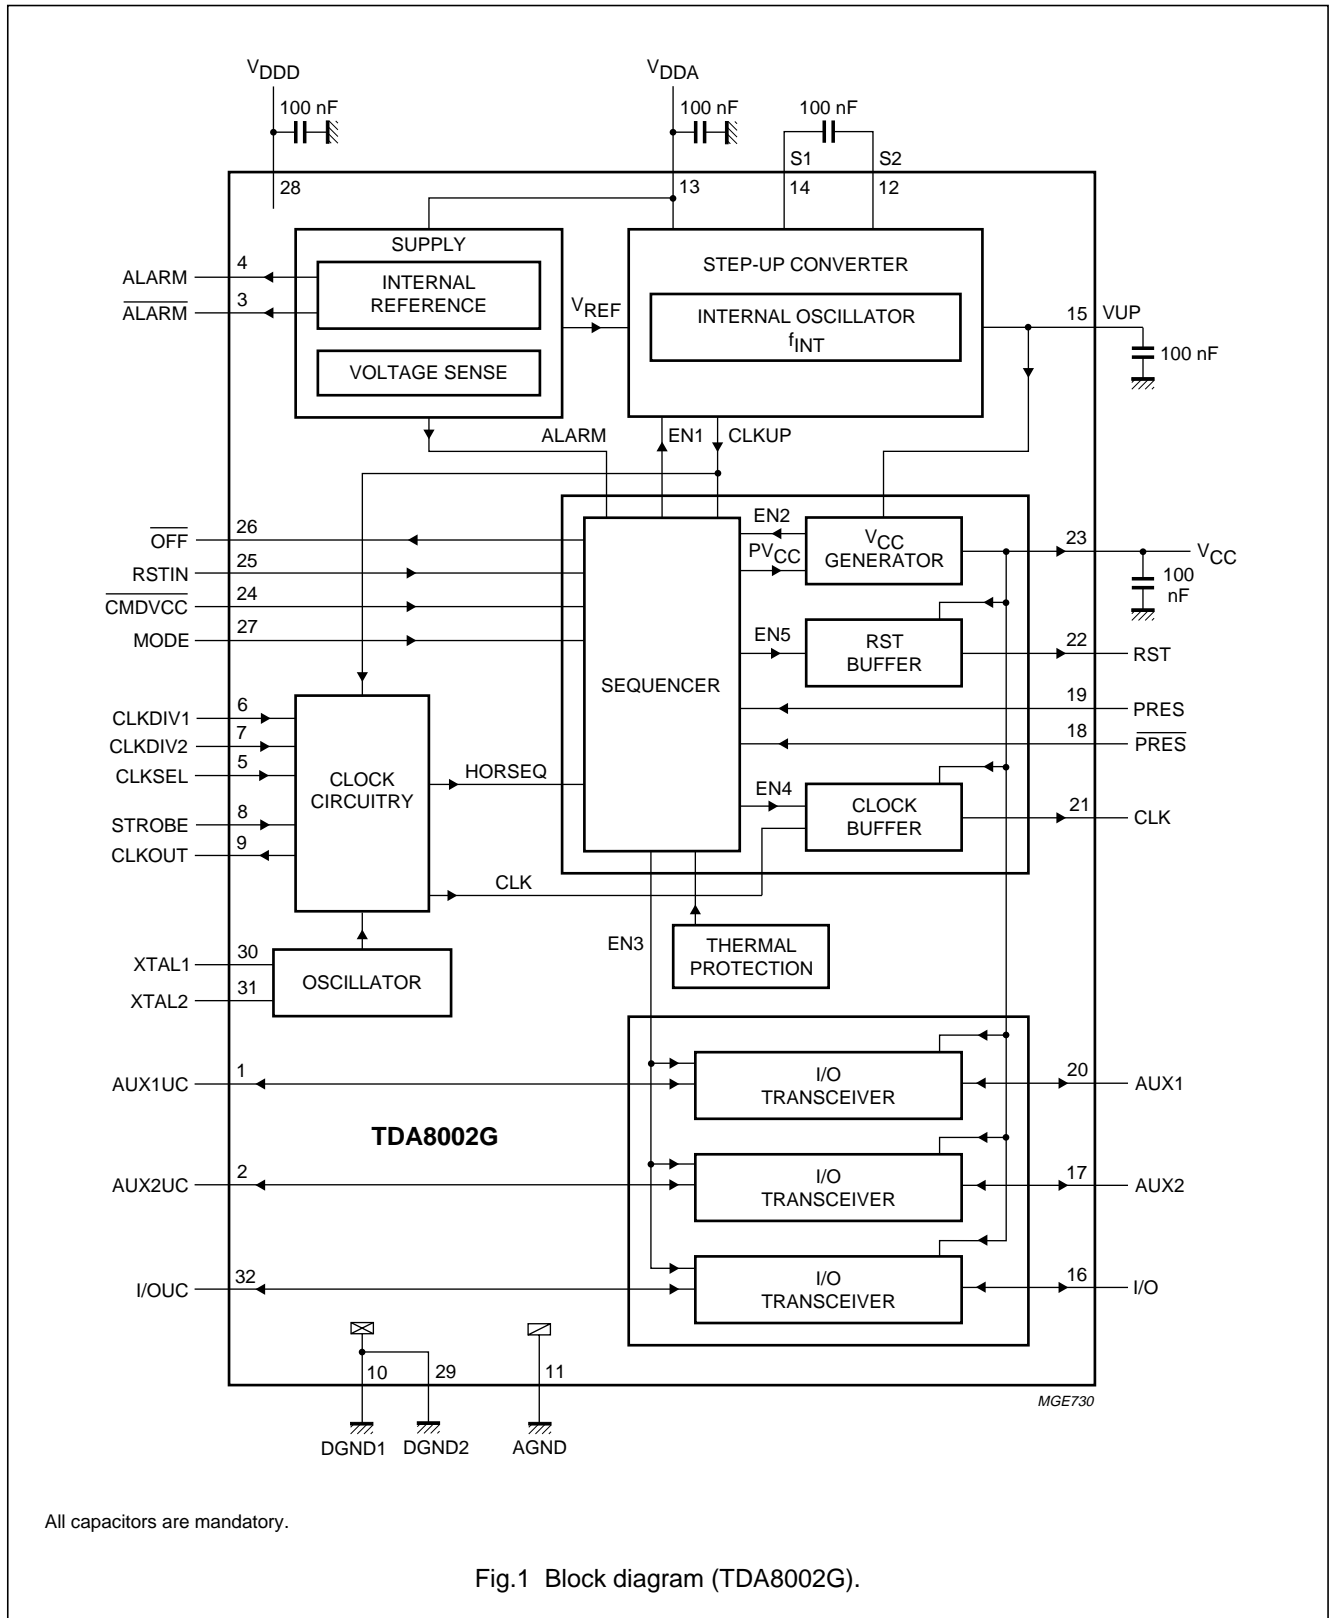 VDDD
VDDA
100 nF
100 nF
100 nF
S1
S2
28
13
14
12
SUPPLY
INTERNAL
REFERENCE
VOLTAGE SENSE
STEP-UP CONVERTER
INTERNAL OSCILLATOR
fINT
4
ALARM
3
ALARM
VREF
15
VUP
100 nF
ALARM
EN1
CLKUP
26
OFF
25
RSTIN
24
CMDVCC
27
MODE
SEQUENCER
EN2
PVCC
VCC
GENERATOR
23
VCC
100
nF
EN5
RST
BUFFER
22
RST
19
PRES
18
PRES
6
CLKDIV1
7
CLKDIV2
5
CLKSEL
8
STROBE
9
CLKOUT
CLOCK
CIRCUITRY
HORSEQ
EN4
CLOCK
BUFFER
21
CLK
CLK
EN3
THERMAL
PROTECTION
30
XTAL1
31
XTAL2
OSCILLATOR
1
AUX1UC
I/O
TRANSCEIVER
20
AUX1
TDA8002G
2
AUX2UC
I/O
TRANSCEIVER
17
AUX2
32
I/OUC
I/O
TRANSCEIVER
16
I/O
10
29
11
DGND1
DGND2
AGND
MGE730
All capacitors are mandatory.
Fig.1 Block diagram (TDA8002G).